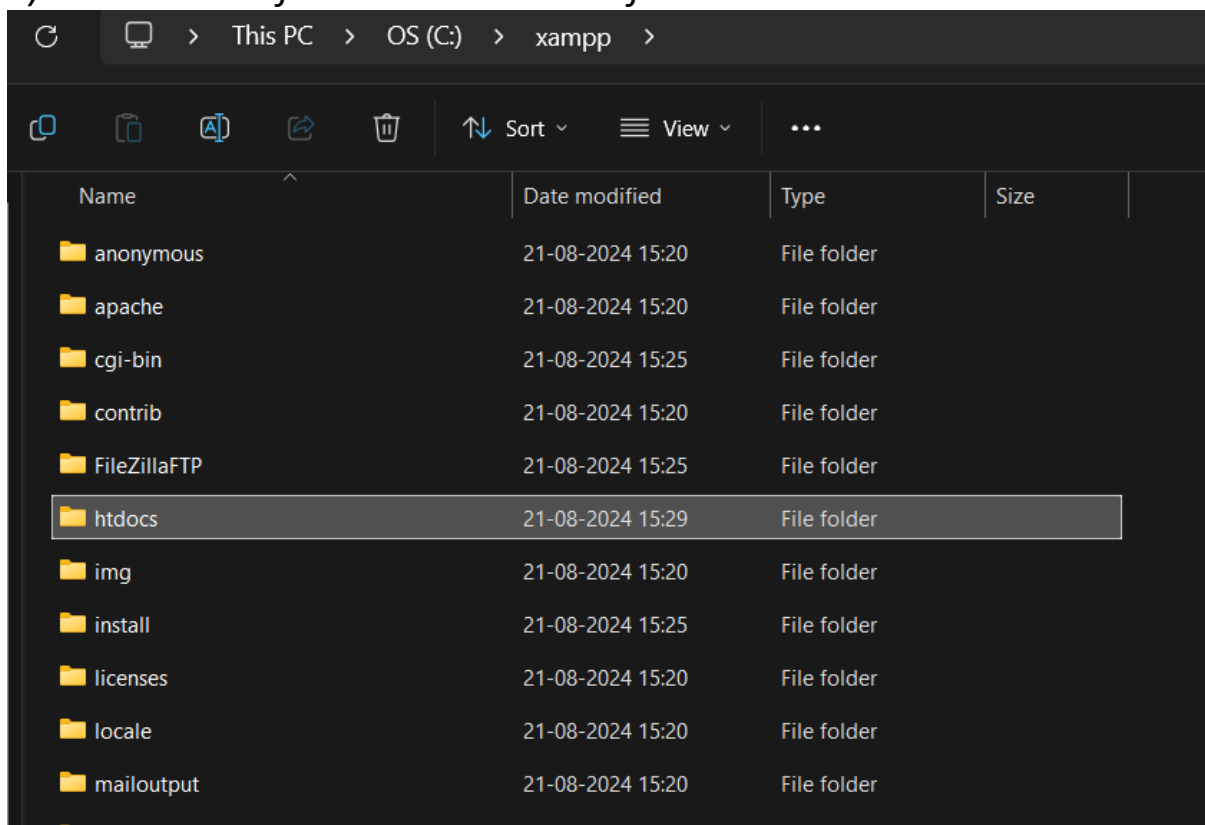 This PC > OS (C:) > xampp >
Sort View ...
Name Date modified Type Size
anonymous 21-08-2024 15:20 File folder
apache 21-08-2024 15:20 File folder
cgi-bin 21-08-2024 15:25 File folder
contrib 21-08-2024 15:20 File folder
FileZillaFTP 21-08-2024 15:25 File folder
htdocs 21-08-2024 15:29 File folder
img 21-08-2024 15:20 File folder
install 21-08-2024 15:25 File folder
licenses 21-08-2024 15:20 File folder
locale 21-08-2024 15:20 File folder
mailoutput 21-08-2024 15:20 File folder